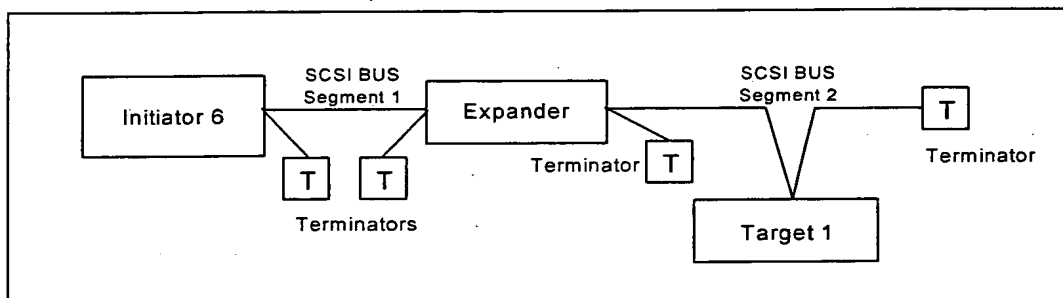 SCSI BUS
Segment 1
SCSI BUS
Segment 2
Initiator 6
Expander
T
T
T
T
Terminator
Terminator
Terminators
Target 1